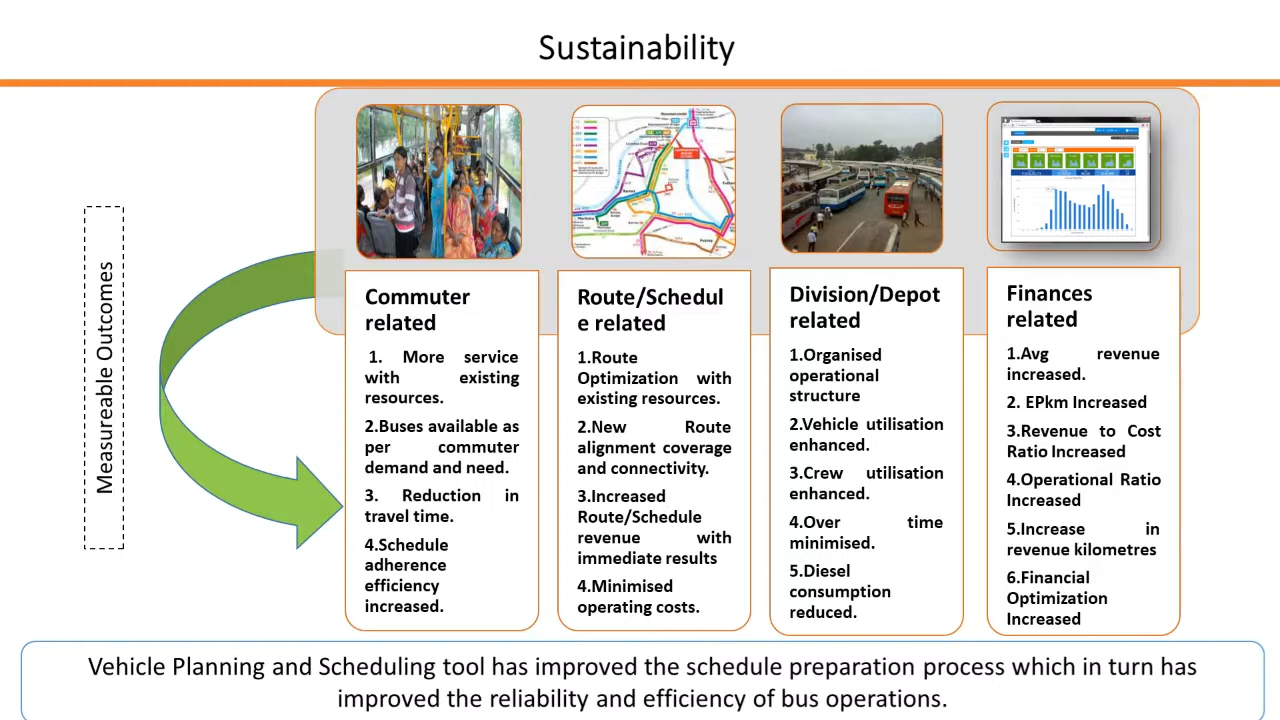 Sustainability
Measureable Outcomes
Commuter
related
1. More service
with existing
resources.
2.Buses available as
per commuter
demand and need.
3. Reduction in
travel time.
4.Schedule
adherence
efficiency
increased.
Route/Schedul
e related
1.Route
Optimization with
existing resources.
2.New Route
alignment coverage
and connectivity.
3.Increased
Route/Schedule
revenue with
immediate results
4.Minimised
operating costs.
Division/Depot
related
1.Organised
operational
structure
2.Vehicle utilisation
enhanced.
3.Crew utilisation
enhanced.
4.Over time
minimised.
5.Diesel
consumption
reduced.
Finances
related
1.Avg revenue
increased.
2. EPkm Increased
3.Revenue to Cost
Ratio Increased
4.Operational Ratio
Increased
5.Increase in
revenue kilometres
6.Financial
Optimization
Increased
Vehicle Planning and Scheduling tool has improved the schedule preparation process which in turn has
improved the reliability and efficiency of bus operations.